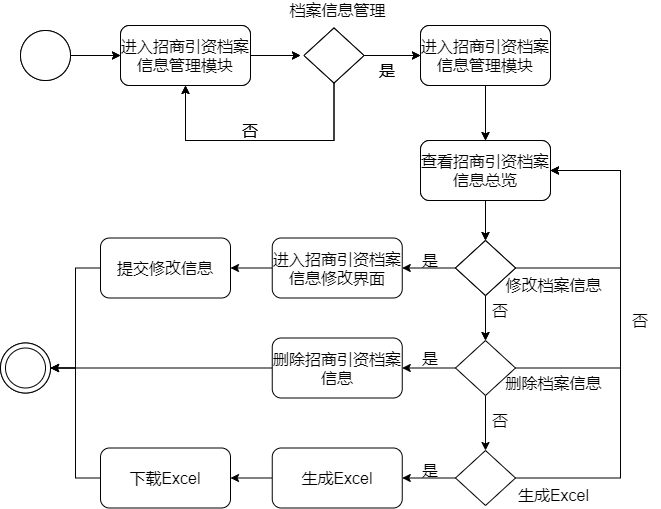 档案信息管理
进入招商引资档案
信息管理模块
进入招商引资档案
信息管理模块
是
否
查看招商引资档案
信息总览
提交修改信息
进入招商引资档案
信息修改界面
是
修改档案信息
否
否
删除招商引资档案
信息
是
删除档案信息
否
下载Excel
生成Excel
是
生成Excel